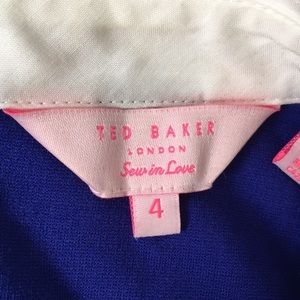 TED BAKER
LONDON
Sew in Love
4